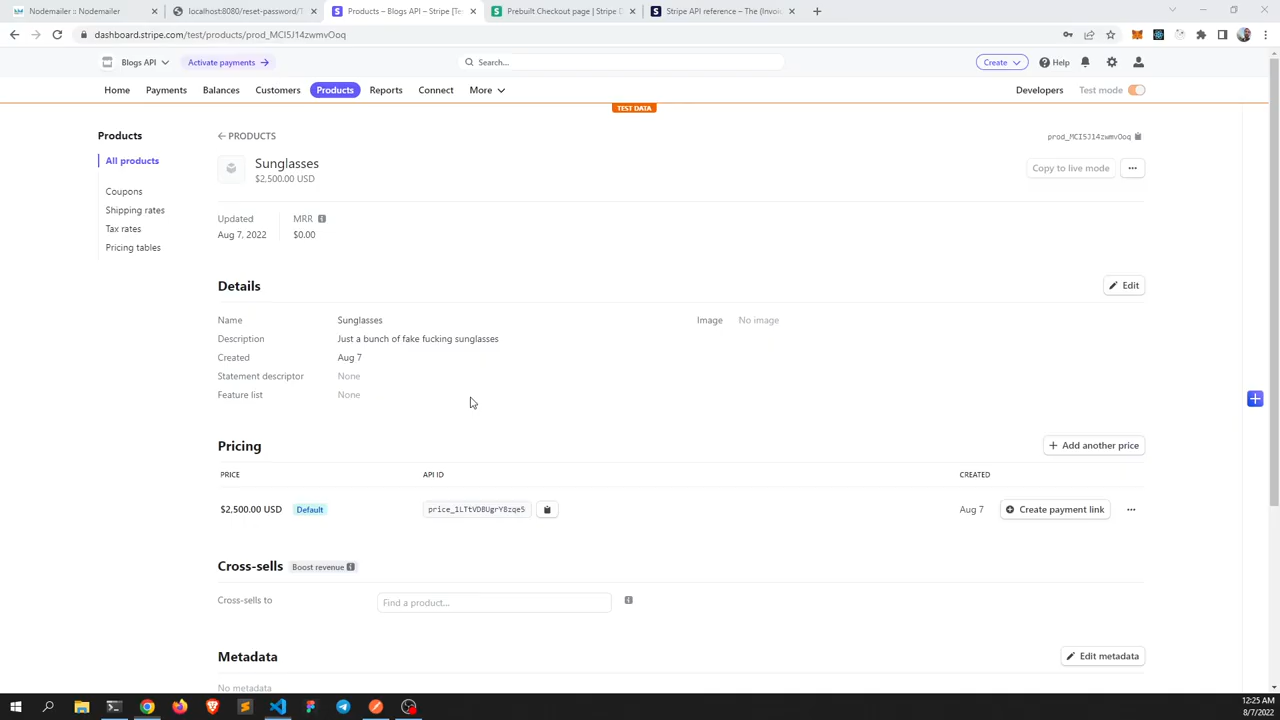 Nodemailer :: Nodemailer
localhost:8080/reset-password/T
Products – Blogs API – Stripe [Te
Prebuilt Checkout page | Stripe D
Stripe API reference – The (Invoi
dashboard.stripe.com/test/products/prod_MCI5J14zwmvOoq
Blogs API
Activate payments
Search...
Create
Help
Home
Payments
Balances
Customers
Products
Reports
Connect
More
Developers
Test mode
TEST DATA
Products
All products
Coupons
Shipping rates
Tax rates
Pricing tables
PRODUCTS
prod_MCI5J14zwmvOoq
Sunglasses
$2,500.00 USD
Copy to live mode
Updated
MRR
Aug 7, 2022
$0.00
Details
Edit
Name
Sunglasses
Image
No image
Description
Just a bunch of fake fucking sunglasses
Created
Aug 7
Statement descriptor
None
Feature list
None
Pricing
Add another price
PRICE
API ID
CREATED
$2,500.00 USD
Default
price_1LTtVDBUgrY8zqe5
Aug 7
Create payment link
Cross-sells
Boost revenue
Cross-sells to
Find a product...
Metadata
Edit metadata
No metadata
12:25 AM
8/7/2022